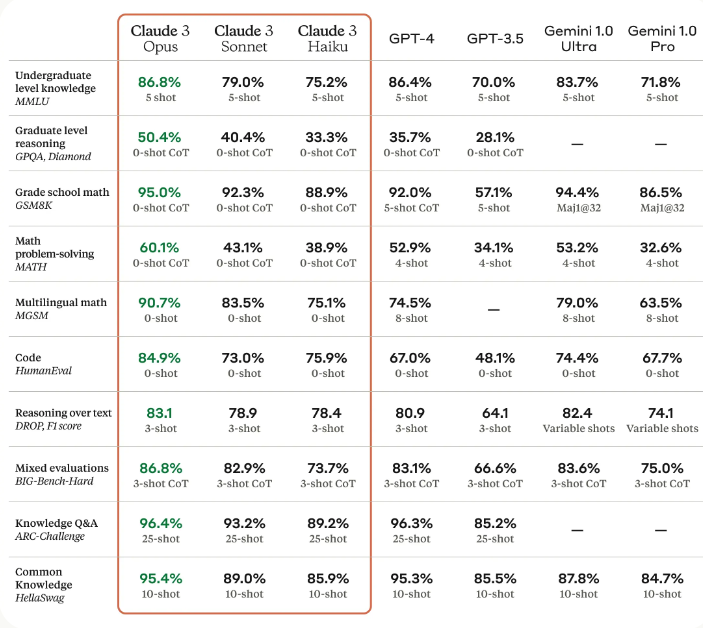 Claude 3 Opus Claude 3 Sonnet Claude 3 Haiku GPT-4 GPT-3.5 Gemini 1.0 Ultra Gemini 1.0 Pro
Undergraduate level knowledge MMLU 86.8% 5 shot 79.0% 5-shot 75.2% 5-shot 86.4% 5-shot 70.0% 5-shot 83.7% 5-shot 71.8% 5-shot
Graduate level reasoning GPQA, Diamond 50.4% 0-shot CoT 40.4% 0-shot CoT 33.3% 0-shot CoT 35.7% 0-shot CoT 28.1% 0-shot CoT — —
Grade school math GSM8K 95.0% 0-shot CoT 92.3% 0-shot CoT 88.9% 0-shot CoT 92.0% 5-shot CoT 57.1% 5-shot 94.4% Maj1@32 86.5% Maj1@32
Math problem-solving MATH 60.1% 0-shot CoT 43.1% 0-shot CoT 38.9% 0-shot CoT 52.9% 4-shot 34.1% 4-shot 53.2% 4-shot 32.6% 4-shot
Multilingual math MGSM 90.7% 0-shot 83.5% 0-shot 75.1% 0-shot 74.5% 8-shot — 79.0% 8-shot 63.5% 8-shot
Code HumanEval 84.9% 0-shot 73.0% 0-shot 75.9% 0-shot 67.0% 0-shot 48.1% 0-shot 74.4% 0-shot 67.7% 0-shot
Reasoning over text DROP, F1 score 83.1 3-shot 78.9 3-shot 78.4 3-shot 80.9 3-shot 64.1 3-shot 82.4 Variable shots 74.1 Variable shots
Mixed evaluations BIG-Bench-Hard 86.8% 3-shot CoT 82.9% 3-shot CoT 73.7% 3-shot CoT 83.1% 3-shot CoT 66.6% 3-shot CoT 83.6% 3-shot CoT 75.0% 3-shot CoT
Knowledge Q&A ARC-Challenge 96.4% 25-shot 93.2% 25-shot 89.2% 25-shot 96.3% 25-shot 85.2% 25-shot — —
Common Knowledge HellaSwag 95.4% 10-shot 89.0% 10-shot 85.9% 10-shot 95.3% 10-shot 85.5% 10-shot 87.8% 10-shot 84.7% 10-shot